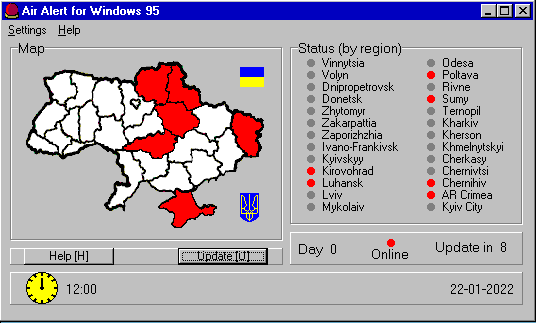 Air Alert for Windows 95
Settings Help
Map
Status (by region)
Vinnytsia
Volyn
Dnipropetrovsk
Donetsk
Zhytomyr
Zakarpattia
Zaporizhzhia
Ivano-Frankivsk
Kyivskyy
Kirovohrad
Luhansk
Lviv
Mykolaiv
Odesa
Poltava
Rivne
Sumy
Ternopil
Kharkiv
Kherson
Khmelnytskyi
Cherkasy
Chernivtsi
Chernihiv
AR Crimea
Kyiv City
Help [H]
Update [U]
Day 0
Online
Update in 8
12:00
22-01-2022